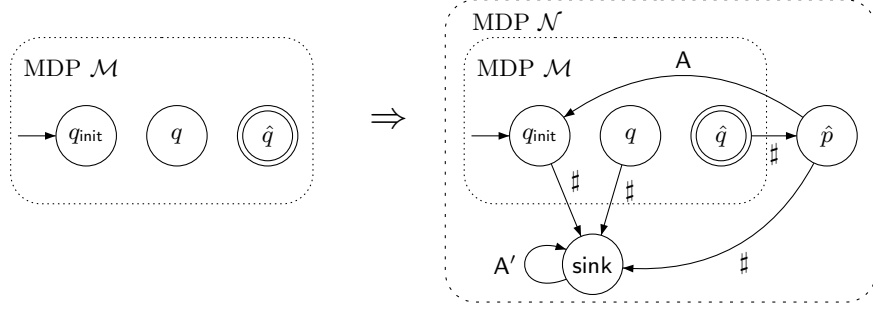 MDP 𝓜
q_init q q̂
⇒
MDP 𝓝
MDP 𝓜
A
q_init q q̂ ♯ p̂
♯ ♯
A′ sink ♯